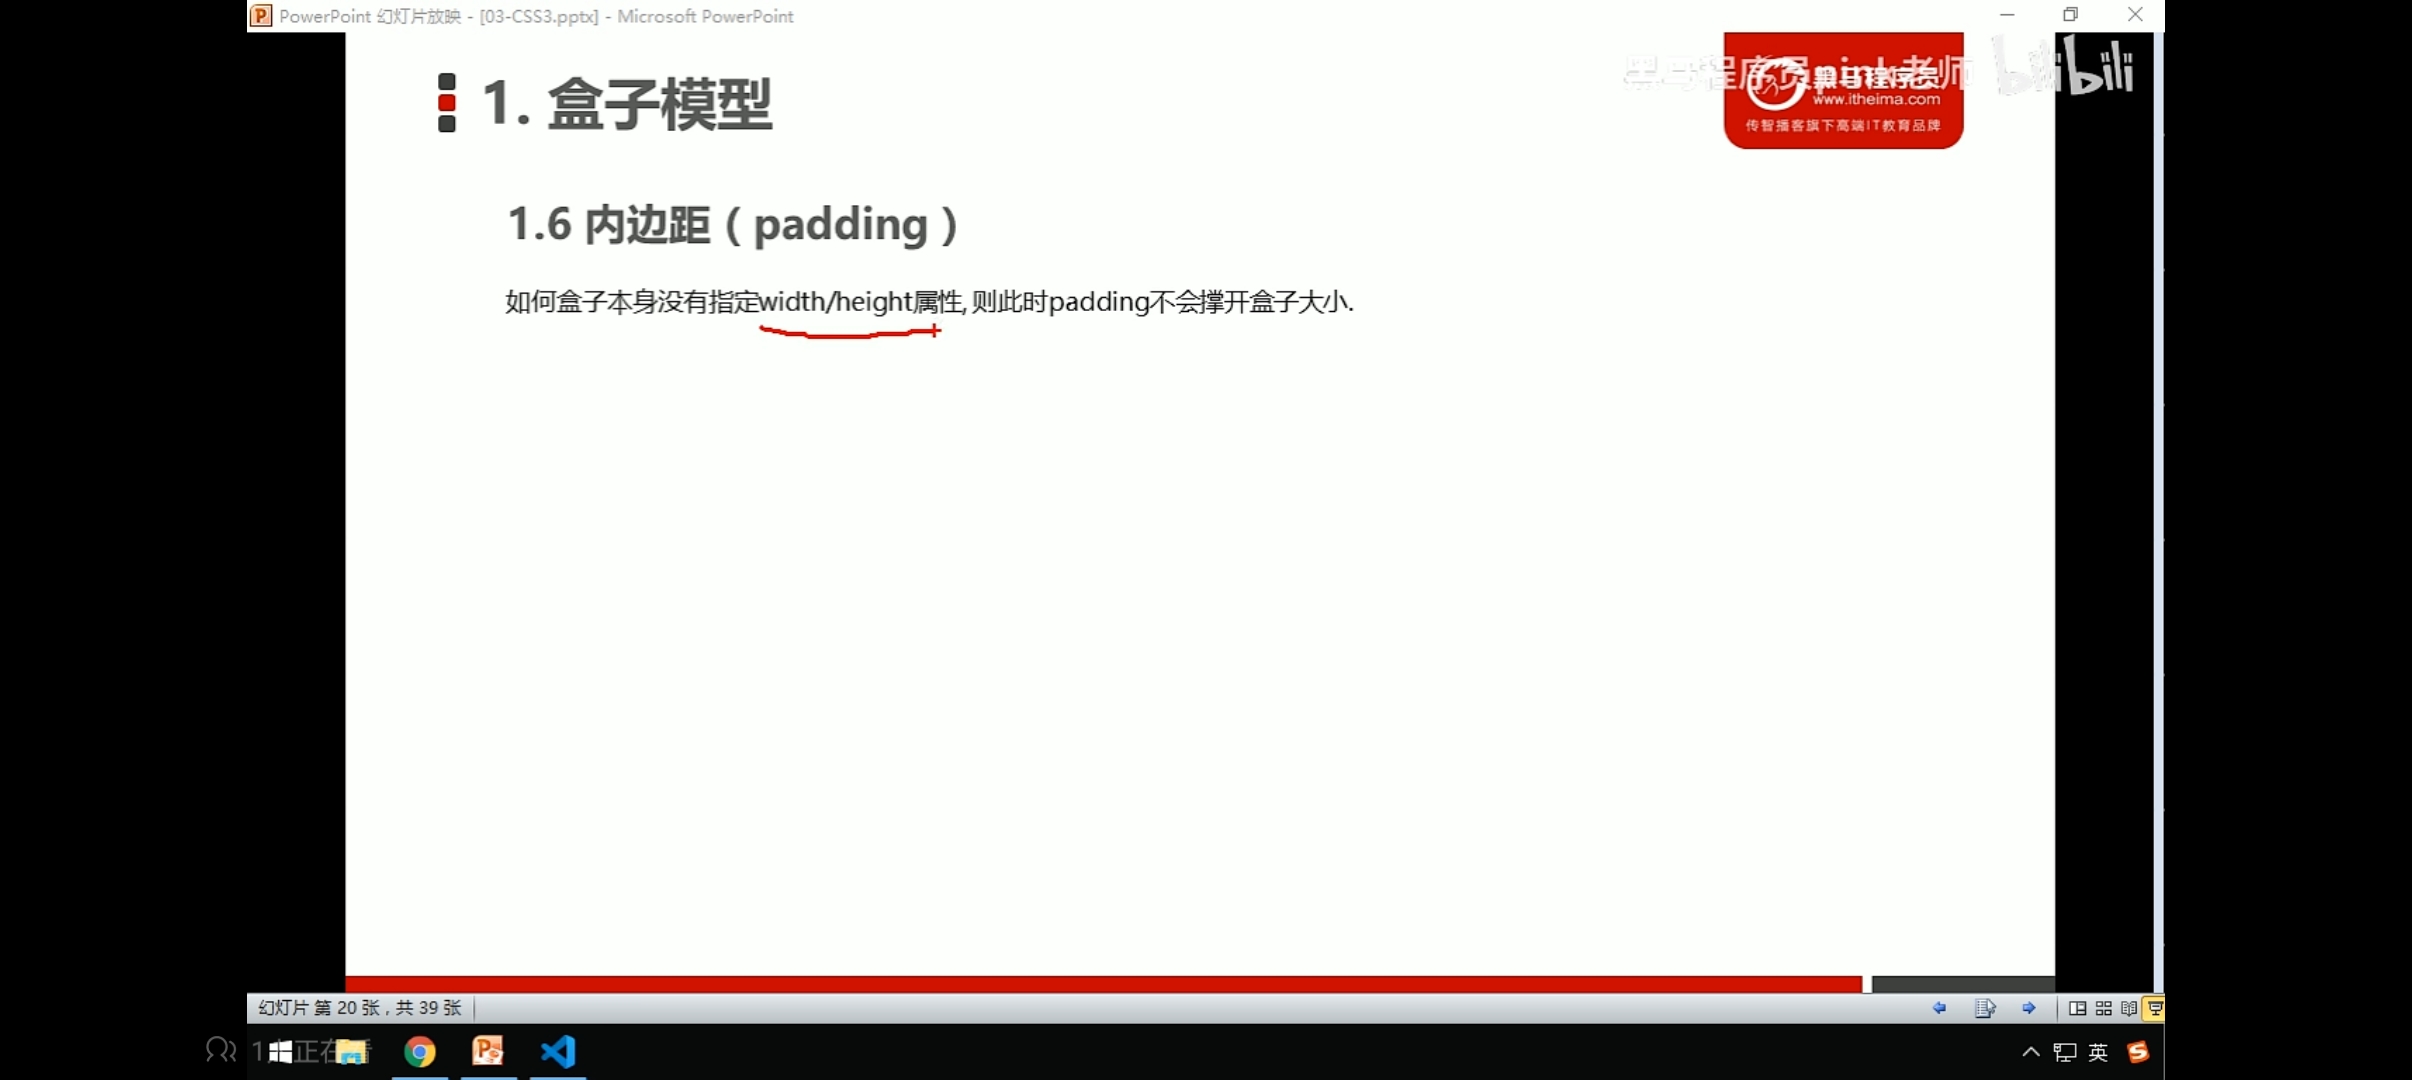 PowerPoint 幻灯片放映 - [03-CSS3.pptx] - Microsoft PowerPoint
黑马程序员pink老师
bilibili
www.itheima.com
传智播客旗下高端IT教育品牌
1. 盒子模型
1.6 内边距（padding）
如何盒子本身没有指定width/height属性, 则此时padding不会撑开盒子大小.
幻灯片 第 20 张，共 39 张
英